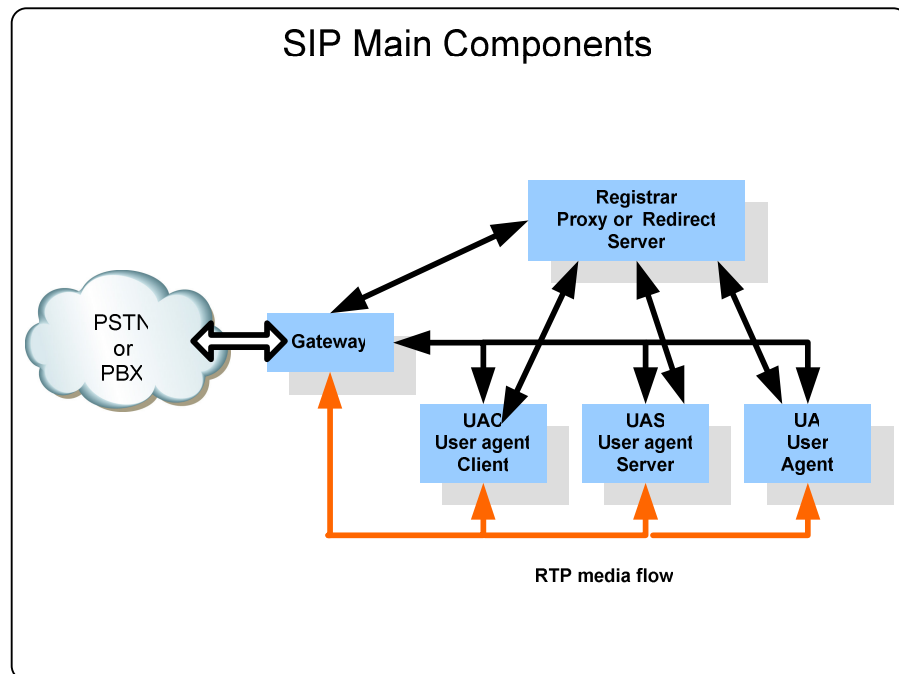 SIP Main Components
Registrar
Proxy or Redirect
Server
PSTN
or
PBX
Gateway
UAC
User agent
Client
UAS
User agent
Server
UA
User
Agent
RTP media flow